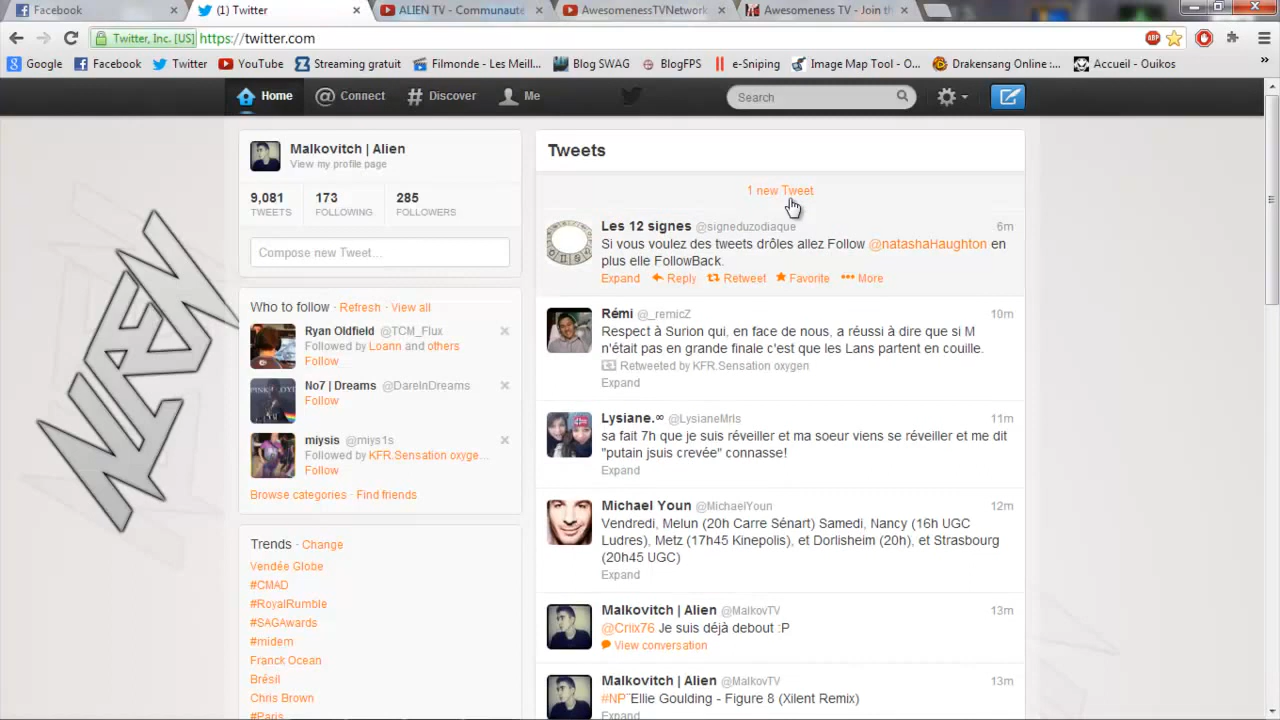 Facebook
(1) Twitter
ALIEN TV - Communauté
AwesomenessTVNetwork
Awesomeness TV - Join th
Twitter, Inc. [US] https://twitter.com
ABP
Google
Facebook
Twitter
YouTube
Streaming gratuit
Filmonde - Les Meill...
Blog SWAG
BlogFPS
e-Sniping
Image Map Tool - O...
Drakensang Online :...
Accueil - Ouikos
»
Home
Connect
Discover
Me
Search
Malkovitch | Alien
View my profile page
9,081
173
285
TWEETS
FOLLOWING
FOLLOWERS
Compose new Tweet...
Who to follow · Refresh · View all
Ryan Oldfield @TCM_Flux
Followed by Loann and others
Follow
No7 | Dreams @DareInDreams
Follow
miysis @miys1s
Followed by KFR.Sensation oxyge...
Follow
Browse categories · Find friends
Trends · Change
Vendée Globe
#CMAD
#RoyalRumble
#SAGAwards
#midem
Franck Ocean
Brésil
Chris Brown
#Paris
Tweets
1 new Tweet
Les 12 signes @signeduzodiaque 6m
Si vous voulez des tweets drôles allez Follow @natashaHaughton en
plus elle FollowBack.
Expand Reply Retweet Favorite More
Rémi @_remicZ 10m
Respect à Surion qui, en face de nous, a réussi à dire que si M
n'était pas en grande finale c'est que les Lans partent en couille.
Retweeted by KFR.Sensation oxygen
Expand
Lysiane.∞ @LysianeMrls 11m
sa fait 7h que je suis réveiller et ma soeur viens se réveiller et me dit
"putain jsuis crevée" connasse!
Expand
Michael Youn @MichaelYoun 12m
Vendredi, Melun (20h Carre Sénart) Samedi, Nancy (16h UGC
Ludres), Metz (17h45 Kinepolis), et Dorlisheim (20h), et Strasbourg
(20h45 UGC)
Expand
Malkovitch | Alien @MalkovTV 13m
@Criix76 Je suis déjà debout :P
View conversation
Malkovitch | Alien @MalkovTV 13m
#NP¨Ellie Goulding - Figure 8 (Xilent Remix)
Expand